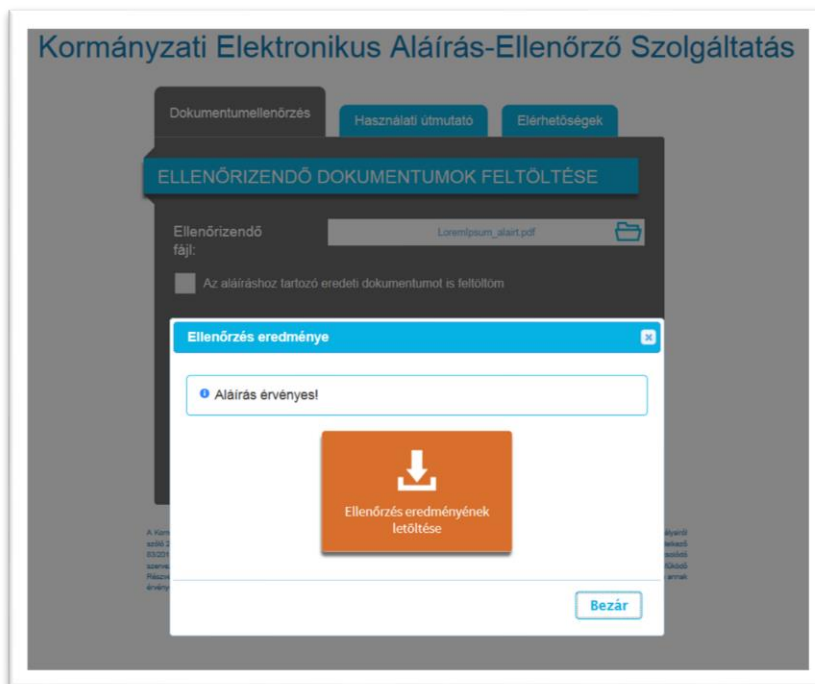 Kormányzati Elektronikus Aláírás-Ellenőrző Szolgáltatás
Dokumentumellenőrzés
Használati útmutató
Elérhetőségek
ELLENŐRIZENDŐ DOKUMENTUMOK FELTÖLTÉSE
Ellenőrizendő
fájl:
LoremIpsum_alairt.pdf
Az aláíráshoz tartozó eredeti dokumentumot is feltöltöm
Ellenőrzés eredménye
Aláírás érvényes!
Ellenőrzés eredményének
letöltése
Bezár